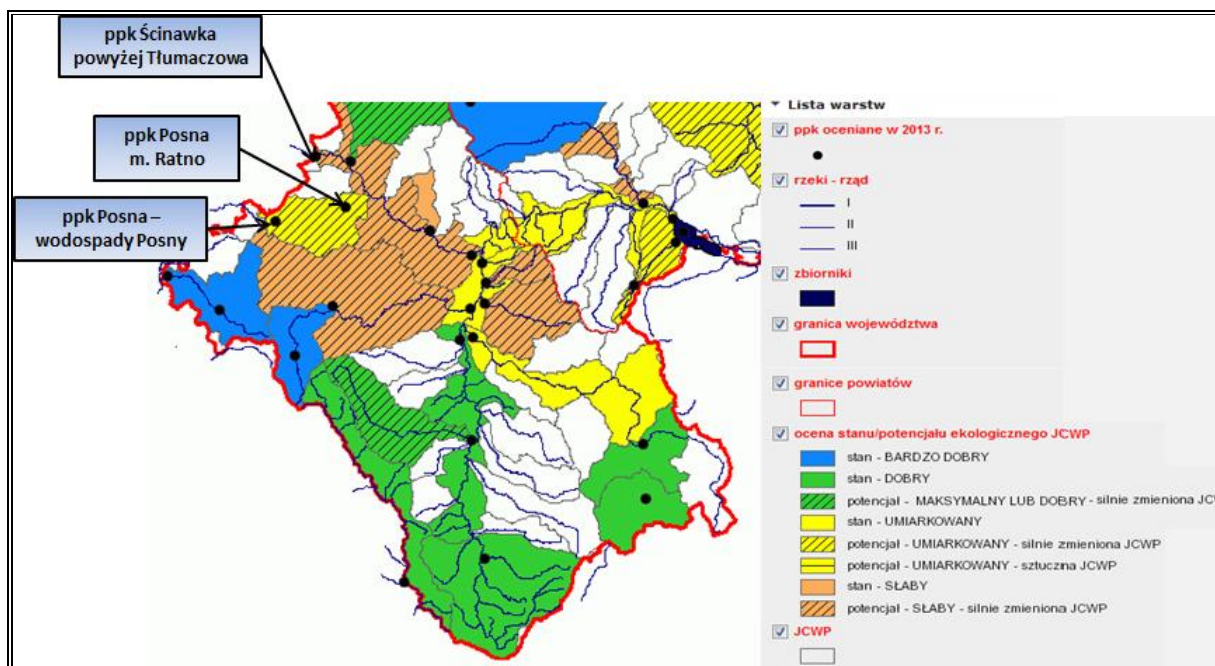 ppk Ścinawka
powyżej Tłumaczowa
ppk Posna
m. Ratno
ppk Posna –
wodospady Posny
Lista warstw
ppk oceniane w 2013 r.
rzeki - rząd
I
II
III
zbiorniki
granica województwa
granice powiatów
ocena stanu/potencjału ekologicznego JCWP
stan - BARDZO DOBRY
stan - DOBRY
potencjał - MAKSYMALNY LUB DOBRY - silnie zmieniona JCW
stan - UMIARKOWANY
potencjał - UMIARKOWANY - silnie zmieniona JCWP
potencjał - UMIARKOWANY - sztuczna JCWP
stan - SŁABY
potencjał - SŁABY - silnie zmieniona JCWP
JCWP